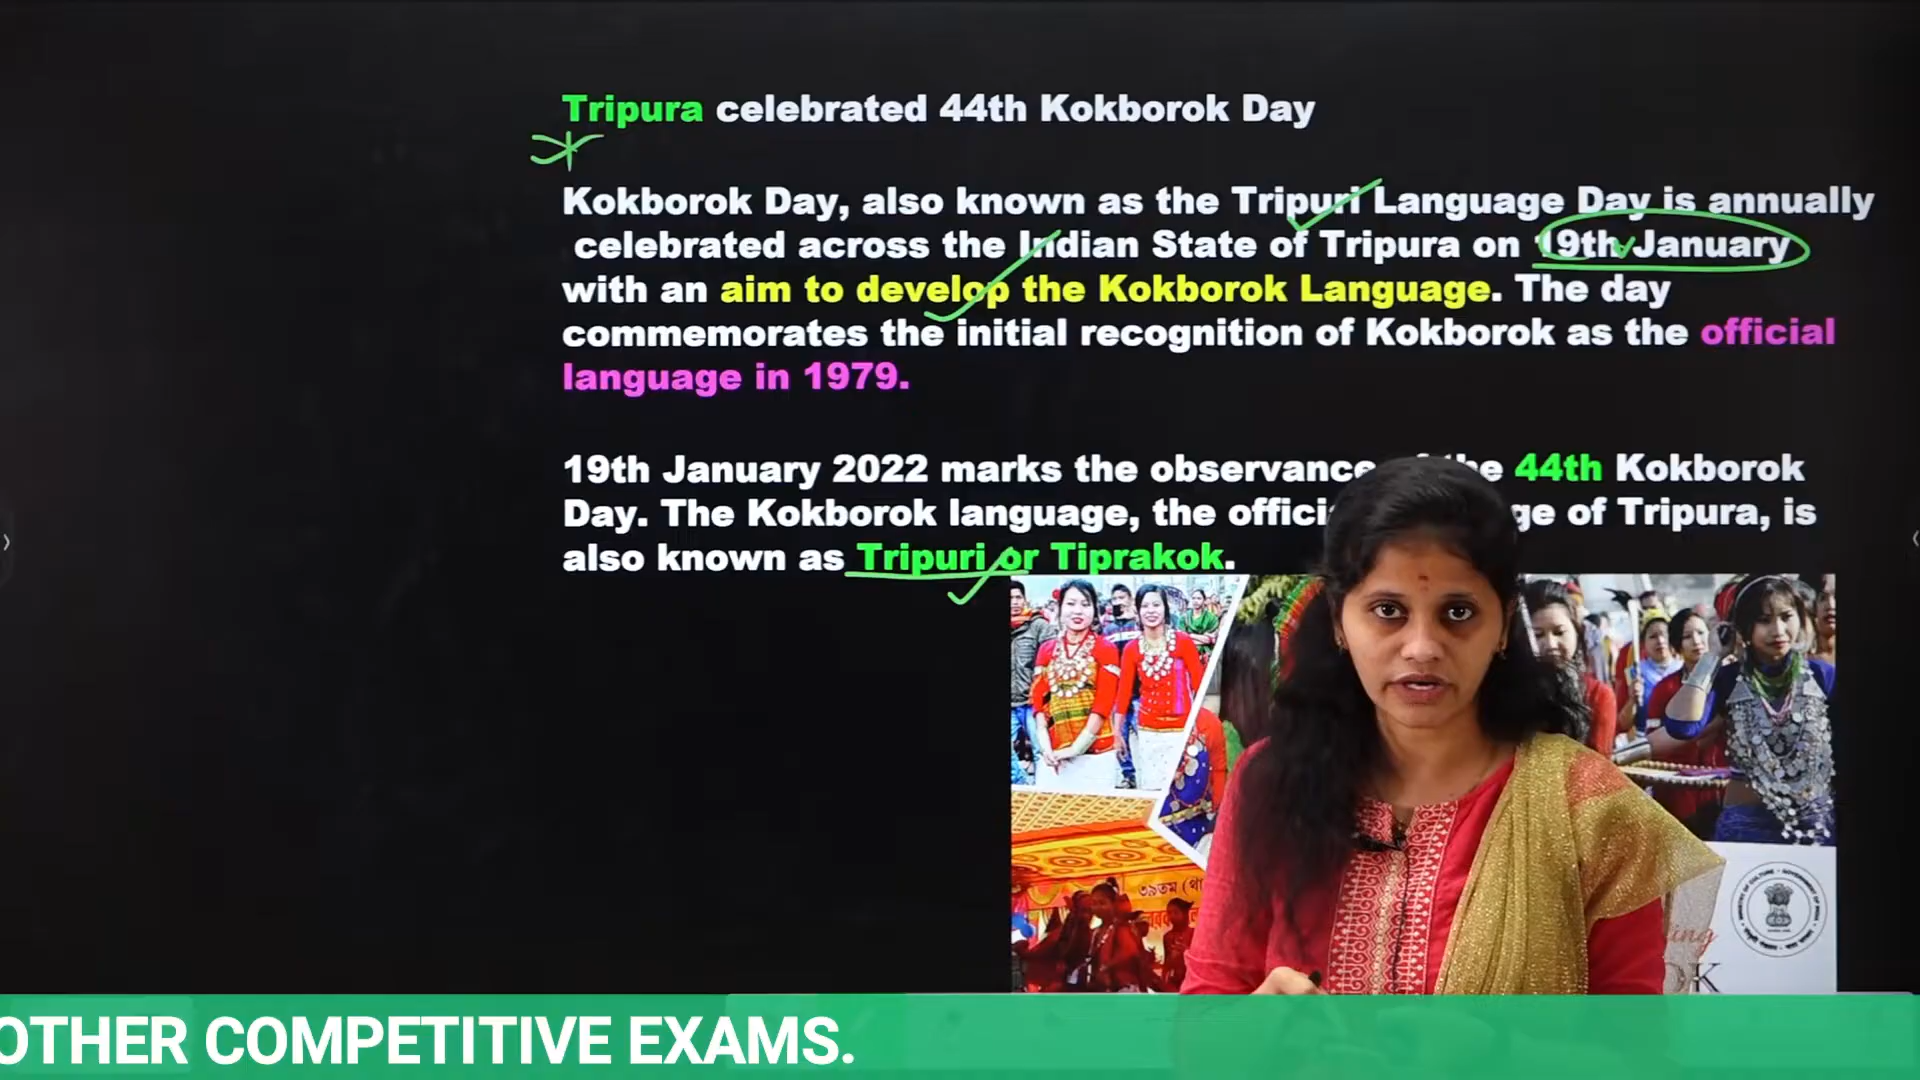 Tripura celebrated 44th Kokborok Day
Kokborok Day, also known as the Tripuri Language Day is annually
celebrated across the Indian State of Tripura on 19th January
with an aim to develop the Kokborok Language. The day
commemorates the initial recognition of Kokborok as the official
language in 1979.
19th January 2022 marks the observance the 44th Kokborok
Day. The Kokborok language, the of Tripura, is
also known as Tripuri or Tiprakok.
৩৯তম
OTHER COMPETITIVE EXAMS.